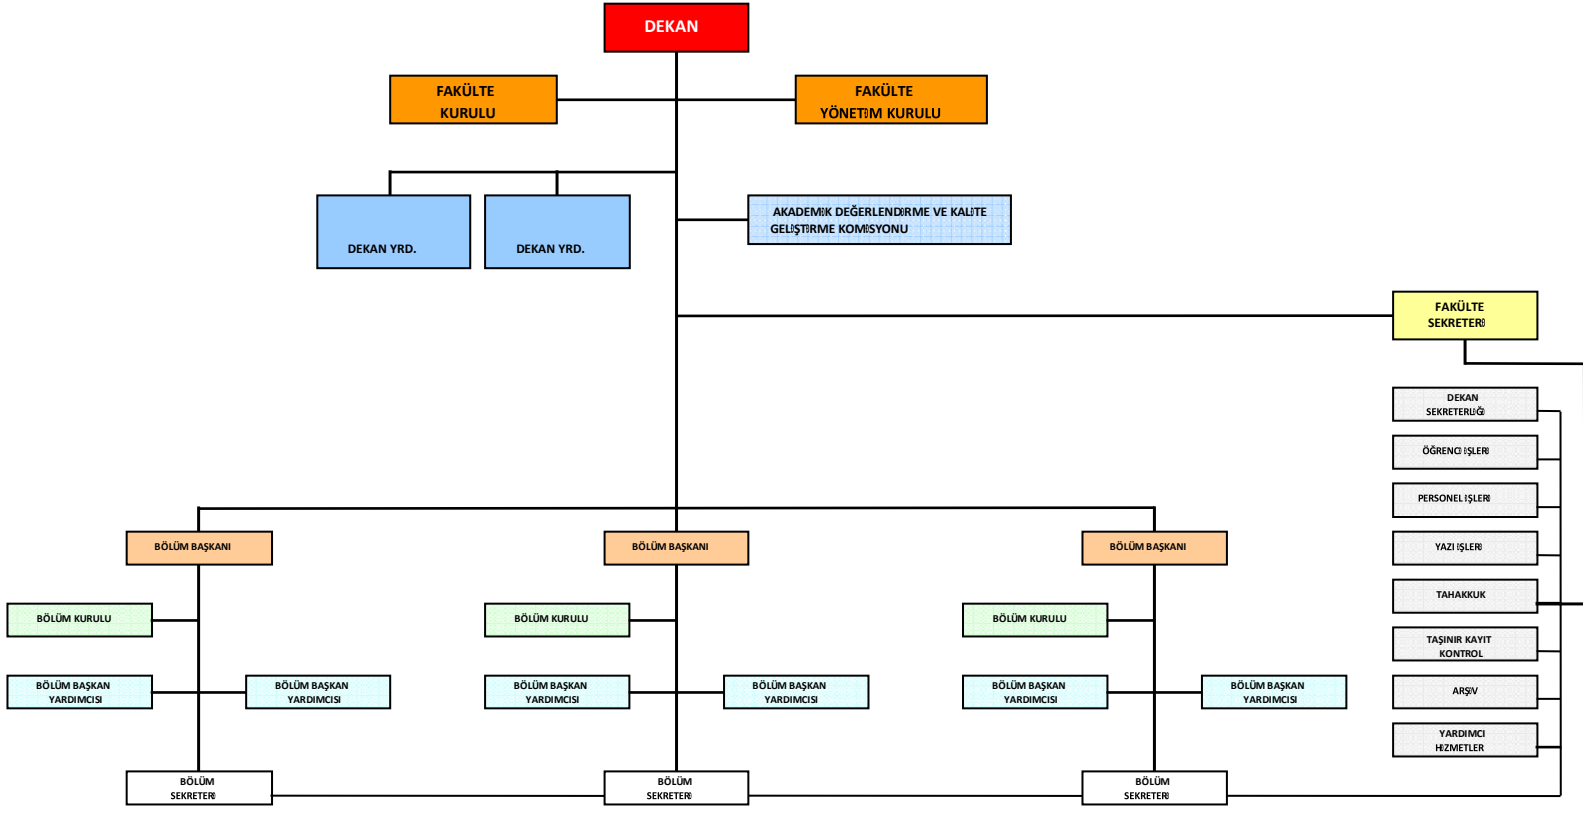 DEKAN
FAKÜLTE
KURULU
FAKÜLTE
YÖNETİM KURULU
DEKAN YRD.
DEKAN YRD.
AKADEMİK DEĞERLENDİRME VE KALİTE
GELİŞTİRME KOMİSYONU
FAKÜLTE
SEKRETERİ
DEKAN
SEKRETERLİĞİ
ÖĞRENCİ İŞLERİ
PERSONEL İŞLERİ
YAZI İŞLERİ
TAHAKKUK
TAŞINIR KAYIT
KONTROL
ARŞİV
YARDIMCI
HİZMETLER
BÖLÜM BAŞKANI
BÖLÜM BAŞKANI
BÖLÜM BAŞKANI
BÖLÜM KURULU
BÖLÜM KURULU
BÖLÜM KURULU
BÖLÜM BAŞKAN
YARDIMCISI
BÖLÜM BAŞKAN
YARDIMCISI
BÖLÜM BAŞKAN
YARDIMCISI
BÖLÜM BAŞKAN
YARDIMCISI
BÖLÜM BAŞKAN
YARDIMCISI
BÖLÜM BAŞKAN
YARDIMCISI
BÖLÜM
SEKRETERİ
BÖLÜM
SEKRETERİ
BÖLÜM
SEKRETERİ